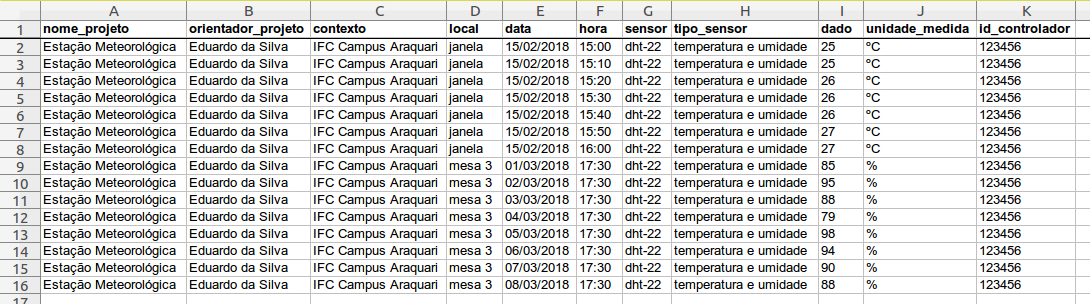 A B C D E F G H I J K
1 nome_projeto orientador_projeto contexto local data hora sensor tipo_sensor dado unidade_medida id_controlador
2 Estação Meteorológica Eduardo da Silva IFC Campus Araquari janela 15/02/2018 15:00 dht-22 temperatura e umidade 25 ºC 123456
3 Estação Meteorológica Eduardo da Silva IFC Campus Araquari janela 15/02/2018 15:10 dht-22 temperatura e umidade 25 ºC 123456
4 Estação Meteorológica Eduardo da Silva IFC Campus Araquari janela 15/02/2018 15:20 dht-22 temperatura e umidade 26 ºC 123456
5 Estação Meteorológica Eduardo da Silva IFC Campus Araquari janela 15/02/2018 15:30 dht-22 temperatura e umidade 26 ºC 123456
6 Estação Meteorológica Eduardo da Silva IFC Campus Araquari janela 15/02/2018 15:40 dht-22 temperatura e umidade 26 ºC 123456
7 Estação Meteorológica Eduardo da Silva IFC Campus Araquari janela 15/02/2018 15:50 dht-22 temperatura e umidade 27 ºC 123456
8 Estação Meteorológica Eduardo da Silva IFC Campus Araquari janela 15/02/2018 16:00 dht-22 temperatura e umidade 27 ºC 123456
9 Estação Meteorológica Eduardo da Silva IFC Campus Araquari mesa 3 01/03/2018 17:30 dht-22 temperatura e umidade 85 % 123456
10 Estação Meteorológica Eduardo da Silva IFC Campus Araquari mesa 3 02/03/2018 17:30 dht-22 temperatura e umidade 95 % 123456
11 Estação Meteorológica Eduardo da Silva IFC Campus Araquari mesa 3 03/03/2018 17:30 dht-22 temperatura e umidade 88 % 123456
12 Estação Meteorológica Eduardo da Silva IFC Campus Araquari mesa 3 04/03/2018 17:30 dht-22 temperatura e umidade 79 % 123456
13 Estação Meteorológica Eduardo da Silva IFC Campus Araquari mesa 3 05/03/2018 17:30 dht-22 temperatura e umidade 98 % 123456
14 Estação Meteorológica Eduardo da Silva IFC Campus Araquari mesa 3 06/03/2018 17:30 dht-22 temperatura e umidade 94 % 123456
15 Estação Meteorológica Eduardo da Silva IFC Campus Araquari mesa 3 07/03/2018 17:30 dht-22 temperatura e umidade 90 % 123456
16 Estação Meteorológica Eduardo da Silva IFC Campus Araquari mesa 3 08/03/2018 17:30 dht-22 temperatura e umidade 88 % 123456
17